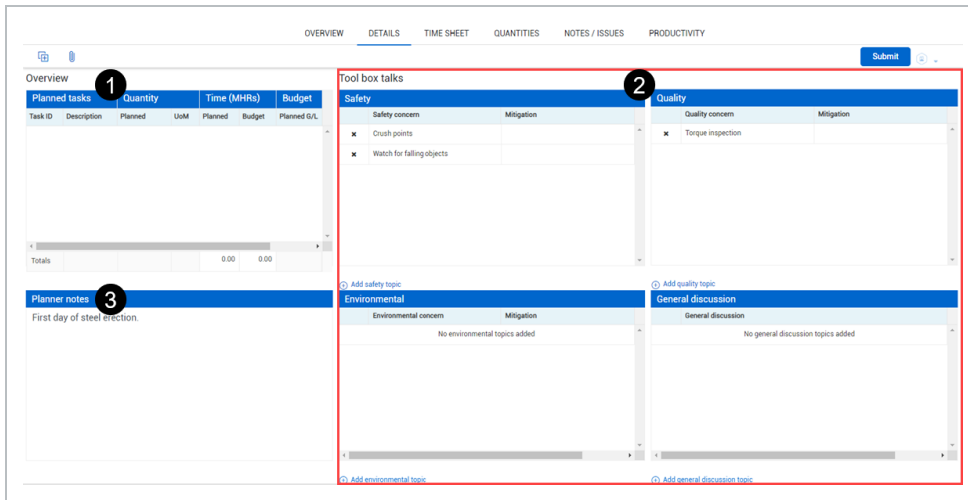 OVERVIEW DETAILS TIME SHEET QUANTITIES NOTES / ISSUES PRODUCTIVITY
Submit
Overview
1
Planned tasks Quantity Time (MHRs) Budget
Task ID Description Planned UoM Planned Budget Planned G/L
Totals 0.00 0.00
Tool box talks
2
Safety
Safety concern Mitigation
Crush points
Watch for falling objects
Add safety topic
Quality
Quality concern Mitigation
Torque inspection
Add quality topic
Planner notes
3
First day of steel erection.
Environmental
Environmental concern Mitigation
No environmental topics added
Add environmental topic
General discussion
General discussion
No general discussion topics added
Add general discussion topic